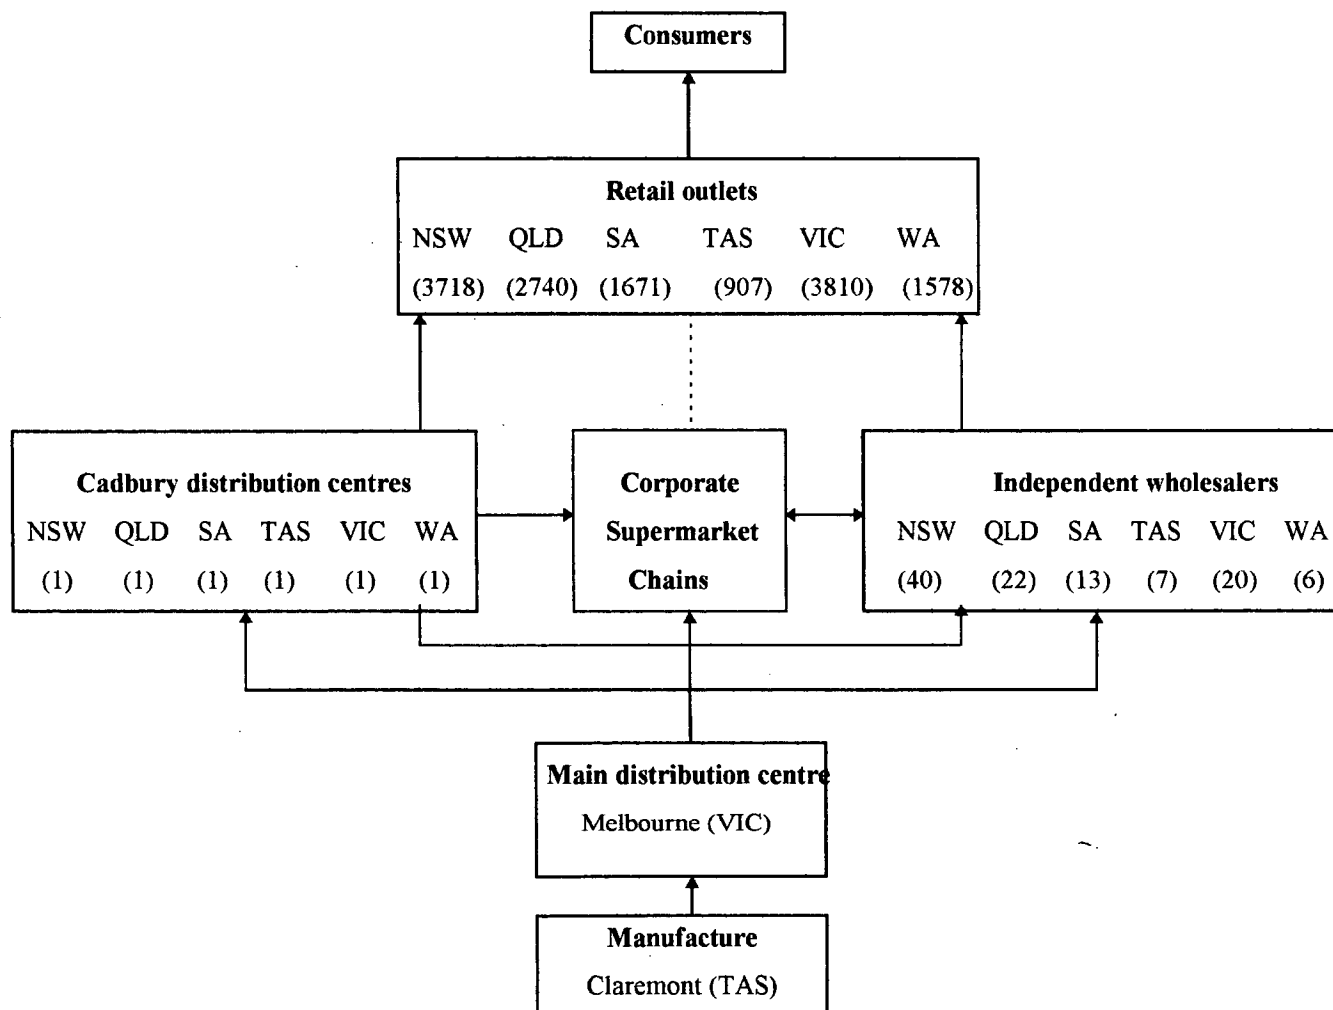 Consumers
Retail outlets
NSW QLD SA TAS VIC WA
(3718) (2740) (1671) (907) (3810) (1578)
Cadbury distribution centres
NSW QLD SA TAS VIC WA
(1) (1) (1) (1) (1) (1)
Corporate
Supermarket
Chains
Independent wholesalers
NSW QLD SA TAS VIC WA
(40) (22) (13) (7) (20) (6)
Main distribution centre
Melbourne (VIC)
Manufacture
Claremont (TAS)